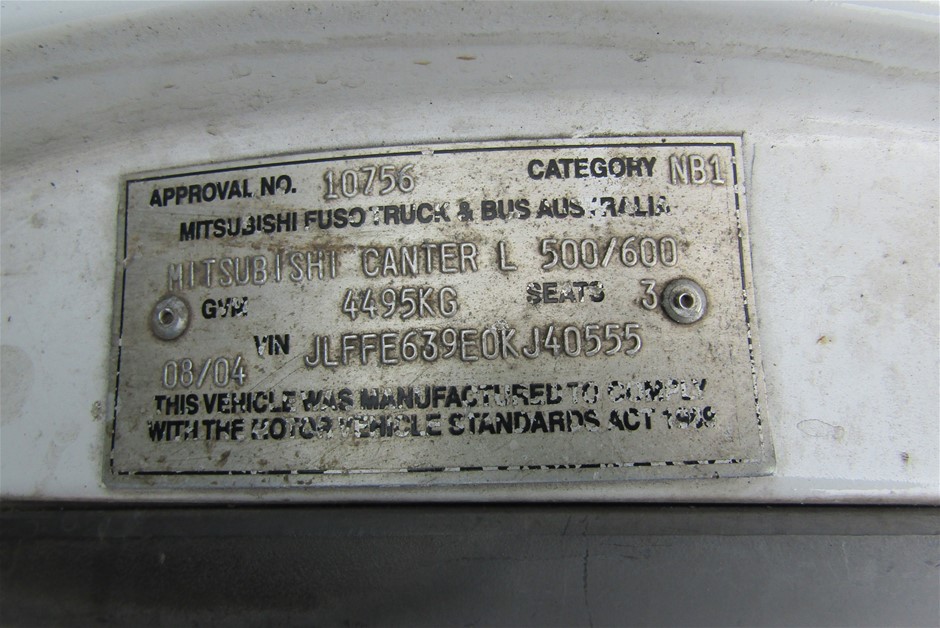 APPROVAL NO. 10756 CATEGORY NB1
MITSUBISHI FUSO TRUCK & BUS AUSTRALIA
MITSUBISHI CANTER L 500/600
GVM 4495KG SEATS 3
VIN JLFFE639E0KJ40555
08/04
THIS VEHICLE WAS MANUFACTURED TO COMPLY
WITH THE MOTOR VEHICLE STANDARDS ACT 1989